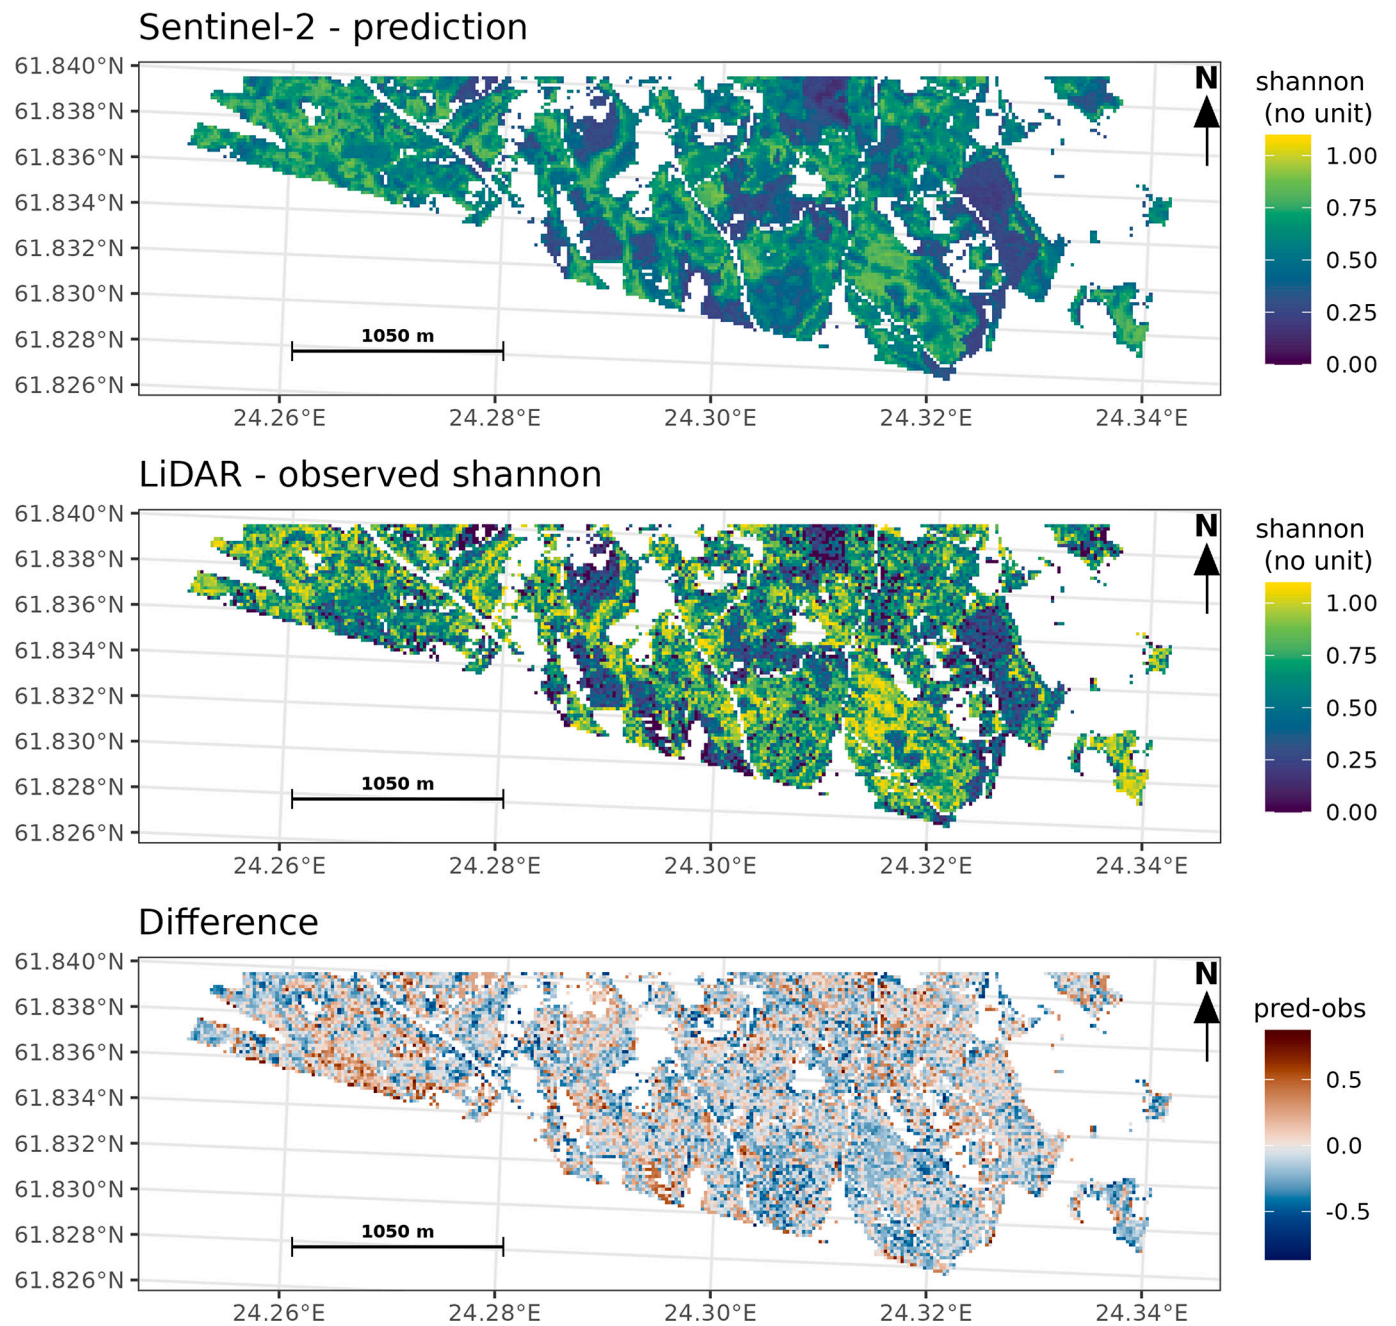 Sentinel-2 - prediction
61.840°N
61.838°N
61.836°N
61.834°N
61.832°N
61.830°N
61.828°N
61.826°N
N
1050 m
24.26°E 24.28°E 24.30°E 24.32°E 24.34°E
shannon
(no unit)
1.00
0.75
0.50
0.25
0.00
LiDAR - observed shannon
61.840°N
61.838°N
61.836°N
61.834°N
61.832°N
61.830°N
61.828°N
61.826°N
N
1050 m
24.26°E 24.28°E 24.30°E 24.32°E 24.34°E
shannon
(no unit)
1.00
0.75
0.50
0.25
0.00
Difference
61.840°N
61.838°N
61.836°N
61.834°N
61.832°N
61.830°N
61.828°N
61.826°N
N
1050 m
24.26°E 24.28°E 24.30°E 24.32°E 24.34°E
pred-obs
0.5
0.0
-0.5